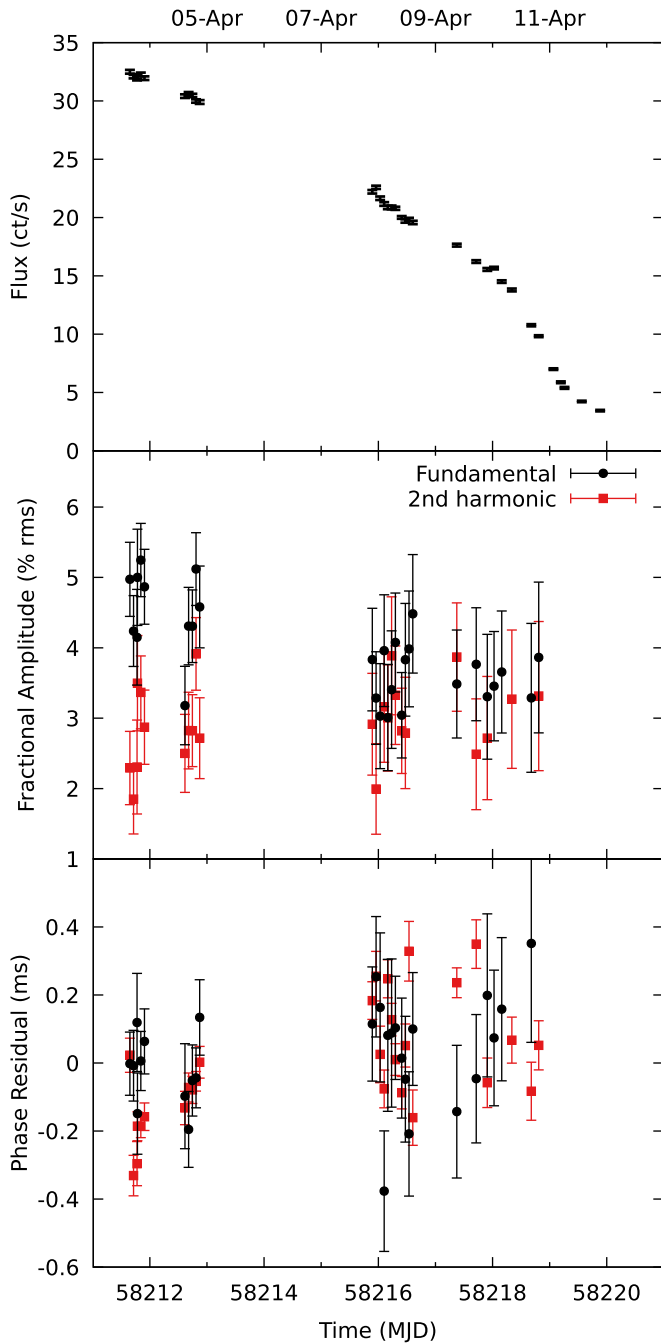 05-Apr 07-Apr 09-Apr 11-Apr
35
30
25
20
15
10
5
0
Flux (ct/s)
Fundamental
2nd harmonic
6
5
4
3
2
1
Fractional Amplitude (% rms)
0.4
0.2
0
-0.2
-0.4
-0.6
Phase Residual (ms)
58212 58214 58216 58218 58220
Time (MJD)